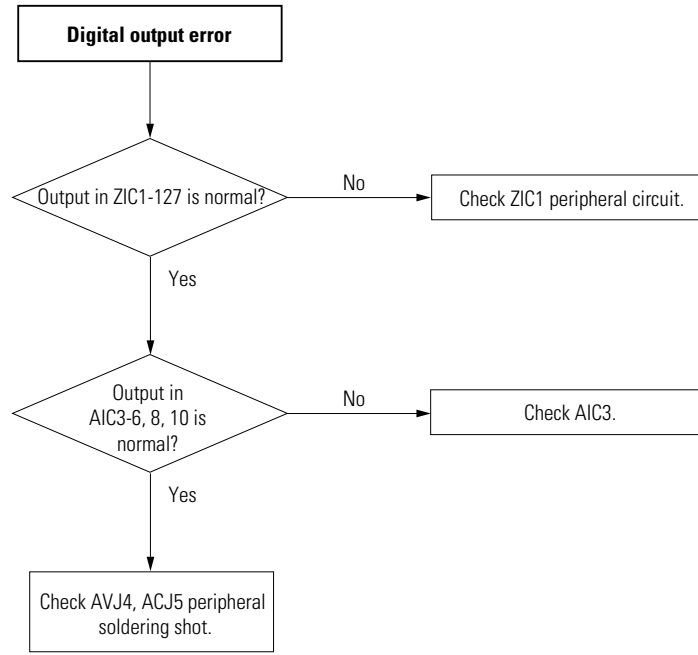 Digital output error
Output in ZIC1-127 is normal?
No
Check ZIC1 peripheral circuit.
Yes
Output in
AIC3-6, 8, 10 is
normal?
No
Check AIC3.
Yes
Check AVJ4, ACJ5 peripheral
soldering shot.